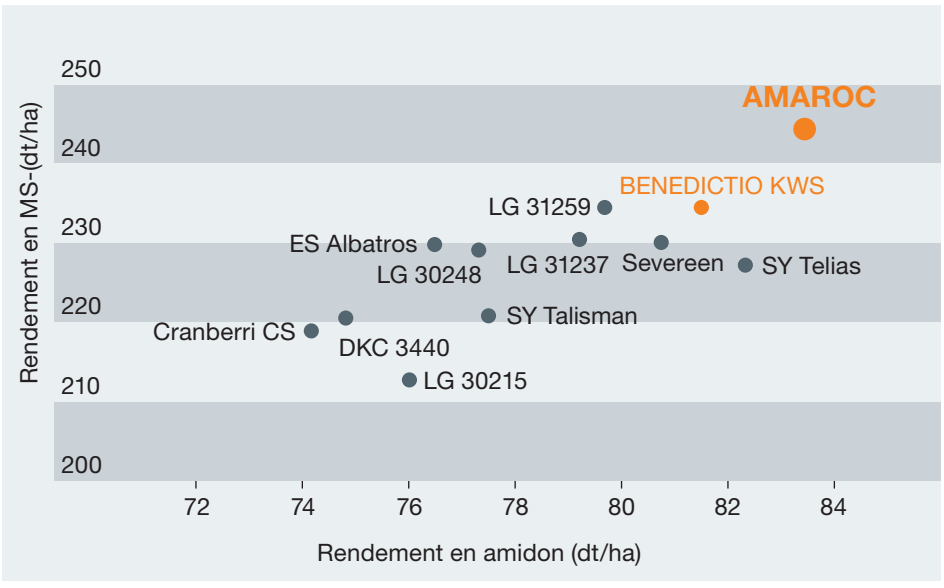 250
AMAROC
240
BENEDICTIO KWS
LG 31259
230
ES Albatros
LG 30248
LG 31237
Severeen
SY Telias
220
SY Talisman
Cranberri CS
DKC 3440
210
LG 30215
200
72 74 76 78 80 82 84
Rendement en amidon (dt/ha)
Rendement en MS-(dt/ha)